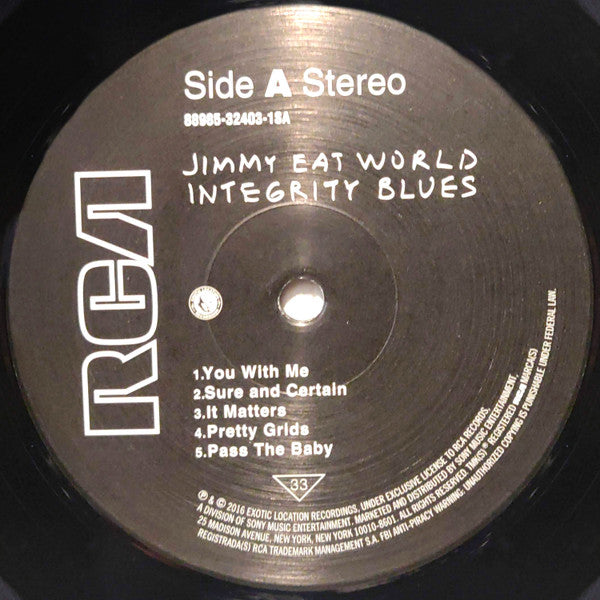 Side A Stereo
88985-32403-18A
JIMMY EAT WORLD
INTEGRITY BLUES
RCA
1.You With Me
2.Sure and Certain
3.It Matters
4.Pretty Grids
5.Pass The Baby
33
℗ & © 2016 EXOTIC LOCATION RECORDINGS, UNDER EXCLUSIVE LICENSE TO RCA RECORDS,
A DIVISION OF SONY MUSIC ENTERTAINMENT. MARKETED AND DISTRIBUTED BY SONY MUSIC ENTERTAINMENT,
25 MADISON AVENUE, NEW YORK, NEW YORK 10010-8601. ALL RIGHTS RESERVED. TMK(S) ® REGISTERED MARCA(S)
REGISTRADA(S) RCA TRADEMARK MANAGEMENT S.A. FBI ANTI-PIRACY WARNING: UNAUTHORIZED COPYING IS PUNISHABLE UNDER FEDERAL LAW.